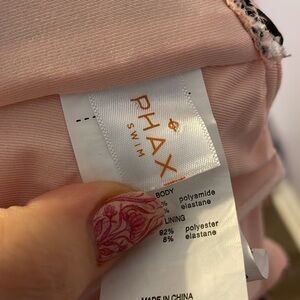 PHAX
SWIM
BODY
% polyamide
% elastane
LINING
92% polyester
8% elastane
MADE IN CHINA